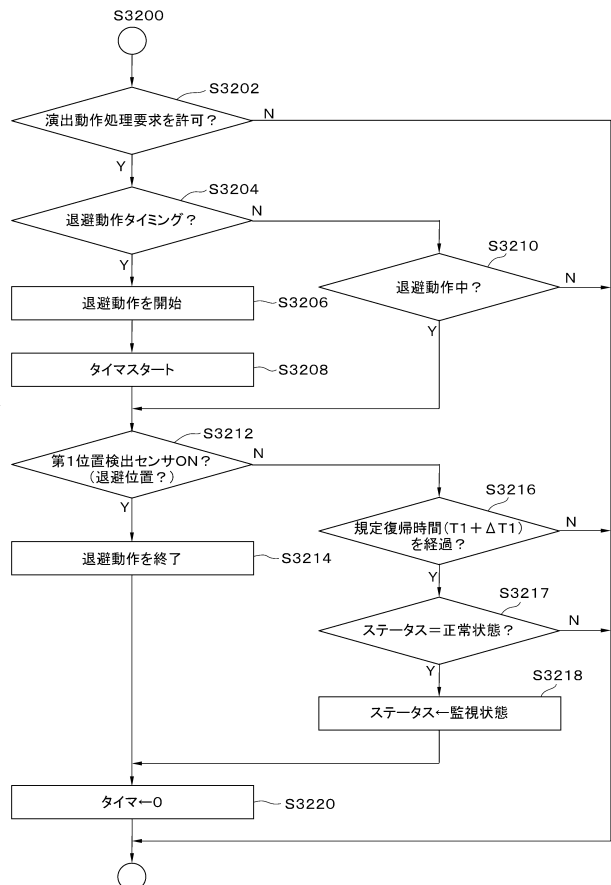 S3200
S3202
演出動作処理要求を許可？
N
Y
S3204
退避動作タイミング？
N
Y
S3210
退避動作中？
N
Y
退避動作を開始
S3206
タイマスタート
S3208
S3212
第1位置検出センサON？
（退避位置？）
N
Y
S3216
規定復帰時間（T1＋ΔT1）
を経過？
N
Y
退避動作を終了
S3214
S3217
ステータス＝正常状態？
N
Y
S3218
ステータス←監視状態
タイマ←0
S3220